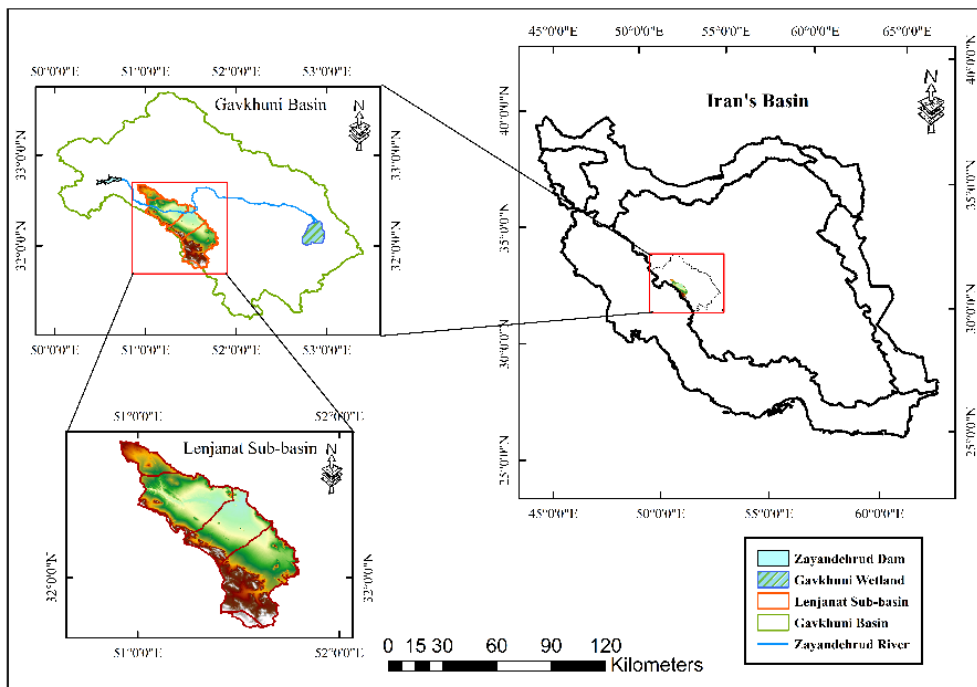 50°0'0"E 51°0'0"E 52°0'0"E 53°0'0"E
Gavkhuni Basin
N
33°0'0"N
32°0'0"N
33°0'0"N
32°0'0"N
50°0'0"E 51°0'0"E 52°0'0"E 53°0'0"E
45°0'0"E 50°0'0"E 55°0'0"E 60°0'0"E 65°0'0"E
Iran's Basin
N
40°0'0"N
35°0'0"N
30°0'0"N
25°0'0"N
40°0'0"N
35°0'0"N
30°0'0"N
25°0'0"N
45°0'0"E 50°0'0"E 55°0'0"E 60°0'0"E
51°0'0"E 52°0'0"E
Lenjanat Sub-basin
N
32°0'0"N
32°0'0"N
51°0'0"E 52°0'0"E
Zayandehrud Dam
Gavkhuni Wetland
Lenjanat Sub-basin
Gavkhuni Basin
Zayandehrud River
0 15 30 60 90 120
Kilometers